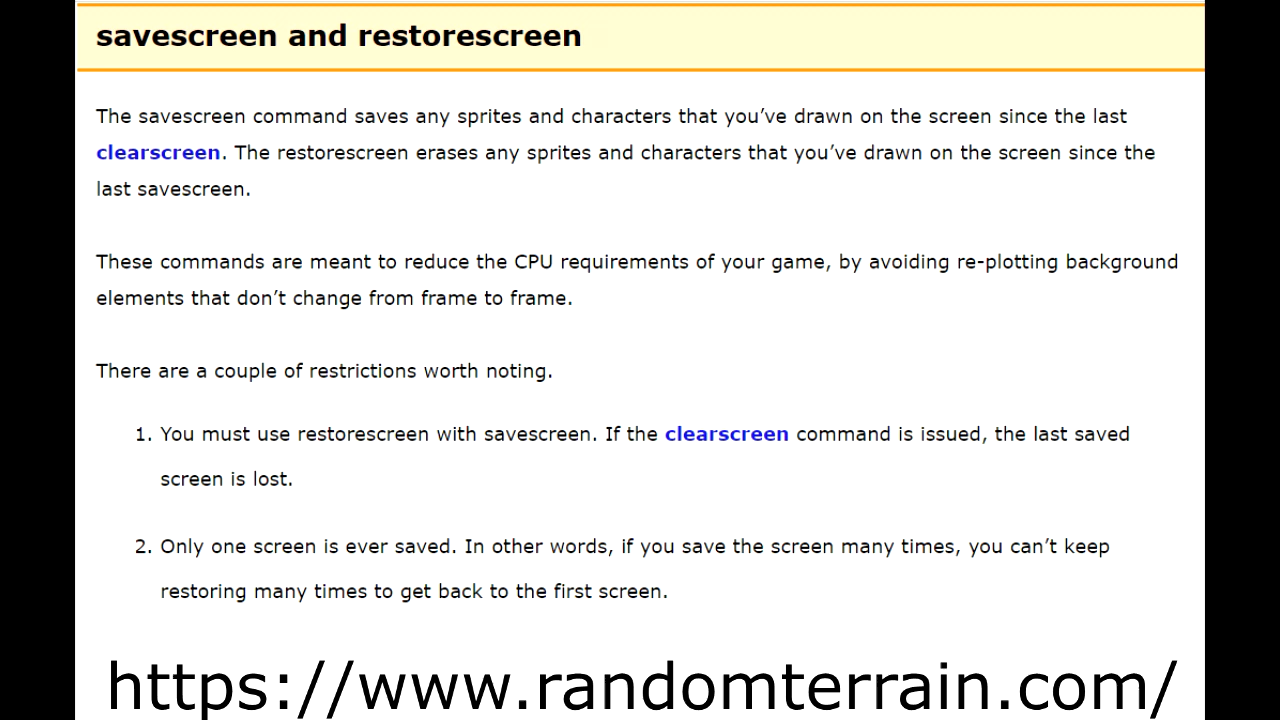 savescreen and restorescreen
The savescreen command saves any sprites and characters that you’ve drawn on the screen since the last
clearscreen. The restorescreen erases any sprites and characters that you’ve drawn on the screen since the
last savescreen.
These commands are meant to reduce the CPU requirements of your game, by avoiding re-plotting background
elements that don’t change from frame to frame.
There are a couple of restrictions worth noting.
1. You must use restorescreen with savescreen. If the clearscreen command is issued, the last saved
screen is lost.
2. Only one screen is ever saved. In other words, if you save the screen many times, you can’t keep
restoring many times to get back to the first screen.
https://www.randomterrain.com/